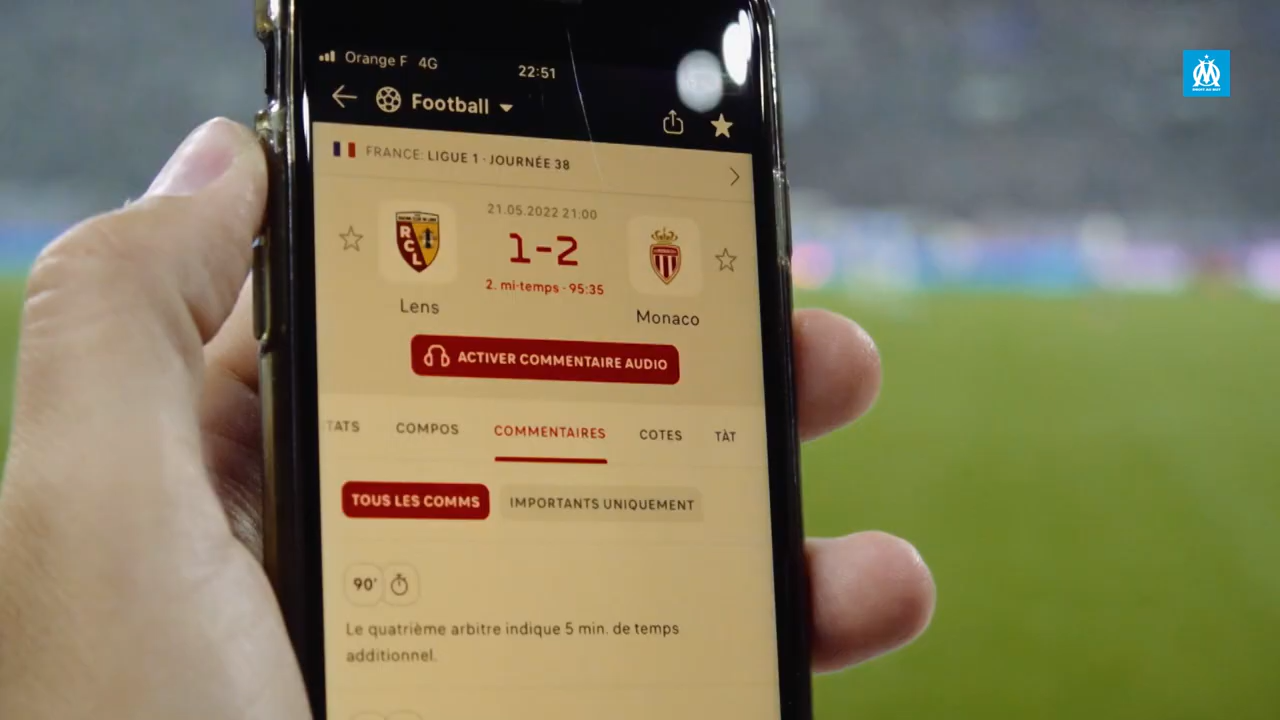 Orange F 4G
22:51
Football
FRANCE: LIGUE 1 · JOURNÉE 38
21.05.2022 21:00
RCL
1-2
2. mi-temps · 95:35
Lens
Monaco
ACTIVER COMMENTAIRE AUDIO
TATS COMPOS COMMENTAIRES COTES TÀT
TOUS LES COMMS IMPORTANTS UNIQUEMENT
90'
Le quatrième arbitre indique 5 min. de temps
additionnel.